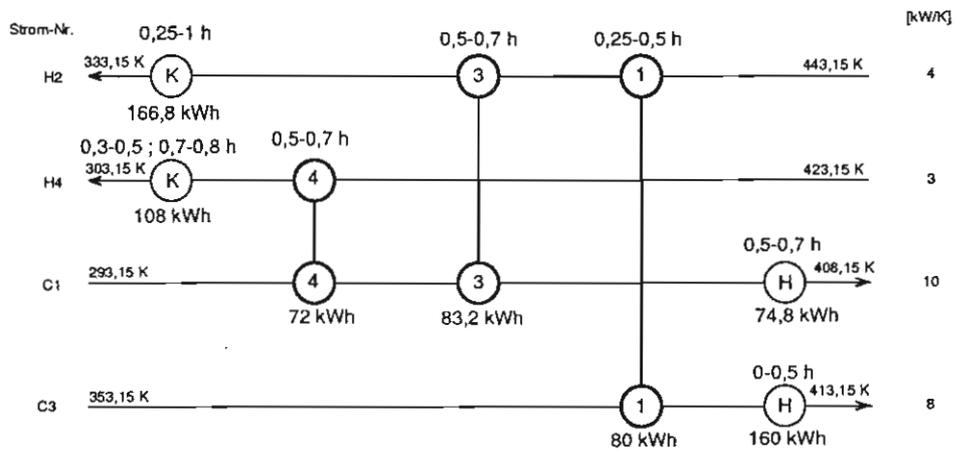 [kW/K]
Strom-Nr.
0,25-1 h
0,5-0,7 h
0,25-0,5 h
H2
333,15 K
K
3
1
443,15 K
4
166,8 kWh
0,3-0,5 ; 0,7-0,8 h
0,5-0,7 h
H4
303,15 K
K
4
423,15 K
3
108 kWh
0,5-0,7 h
C1
293,15 K
4
3
H
408,15 K
10
72 kWh
83,2 kWh
74,8 kWh
0-0,5 h
C3
353,15 K
1
H
413,15 K
8
80 kWh
160 kWh